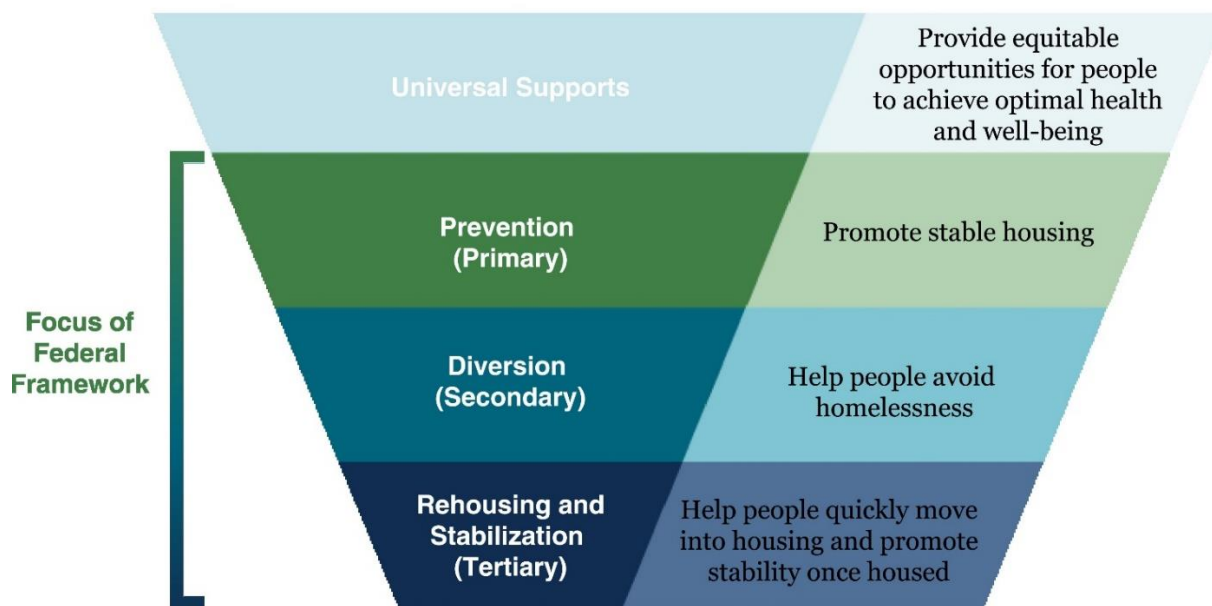 Universal Supports
Provide equitable
opportunities for people
to achieve optimal health
and well-being
Focus of
Federal
Framework
Prevention
(Primary)
Promote stable housing
Diversion
(Secondary)
Help people avoid
homelessness
Rehousing and
Stabilization
(Tertiary)
Help people quickly move
into housing and promote
stability once housed